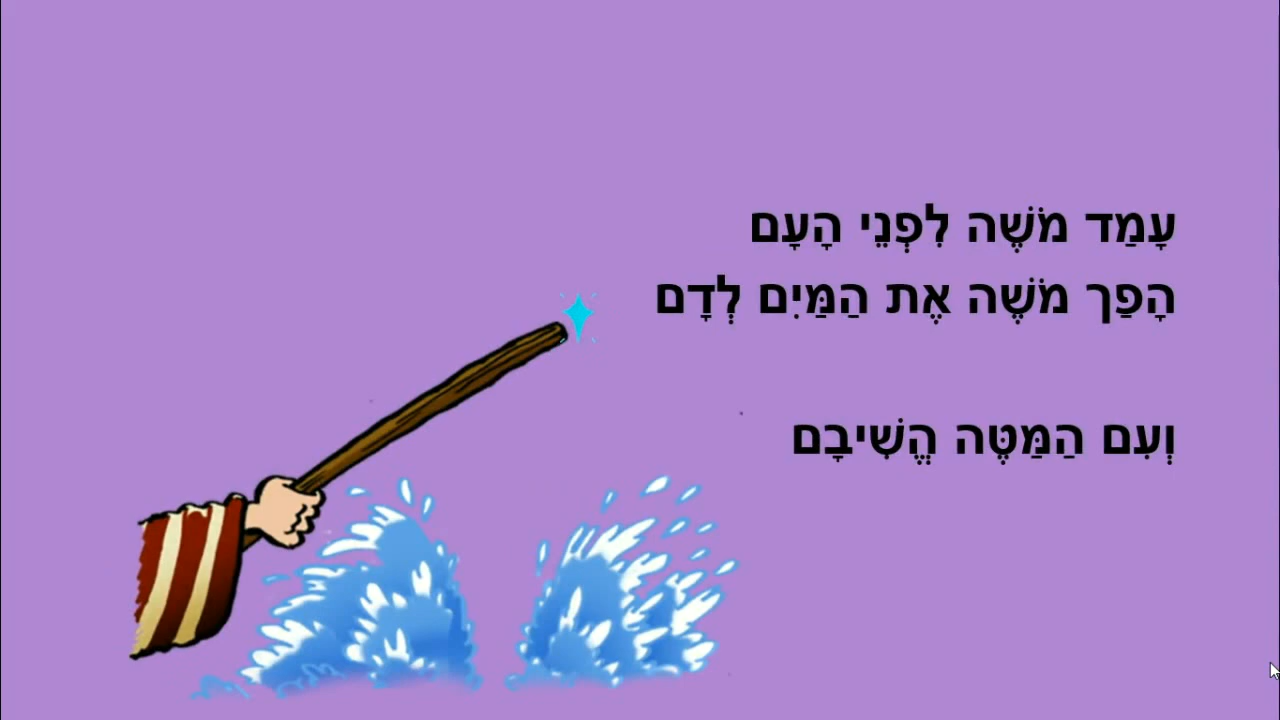 עָמַד מֹשֶׁה לִפְנֵי הָעָם
הָפַך מֹשֶׁה אֶת הַמַּיִם לְדָם
וְעִם הַמַּטֶּה הֱשִׁיבָם